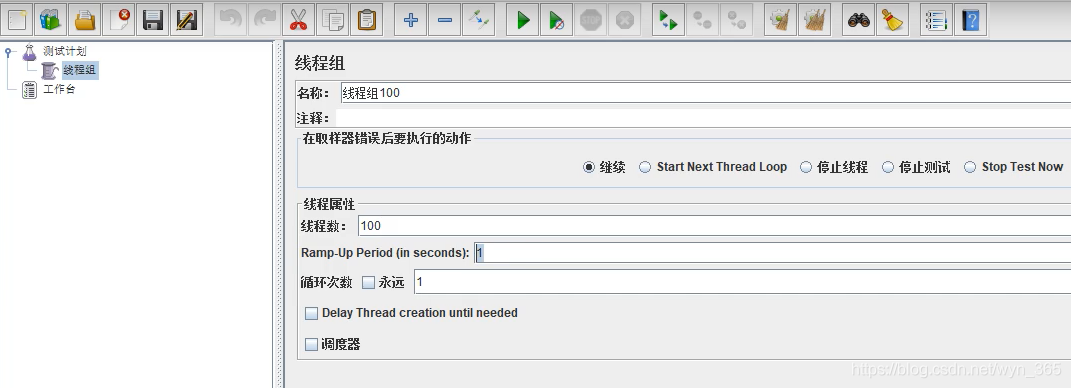 测试计划
线程组
工作台
线程组
名称： 线程组100
注释：
在取样器错误后要执行的动作
继续 Start Next Thread Loop 停止线程 停止测试 Stop Test Now
线程属性
线程数： 100
Ramp-Up Period (in seconds): 1
循环次数 永远 1
Delay Thread creation until needed
调度器
https://blog.csdn.net/wyn_365